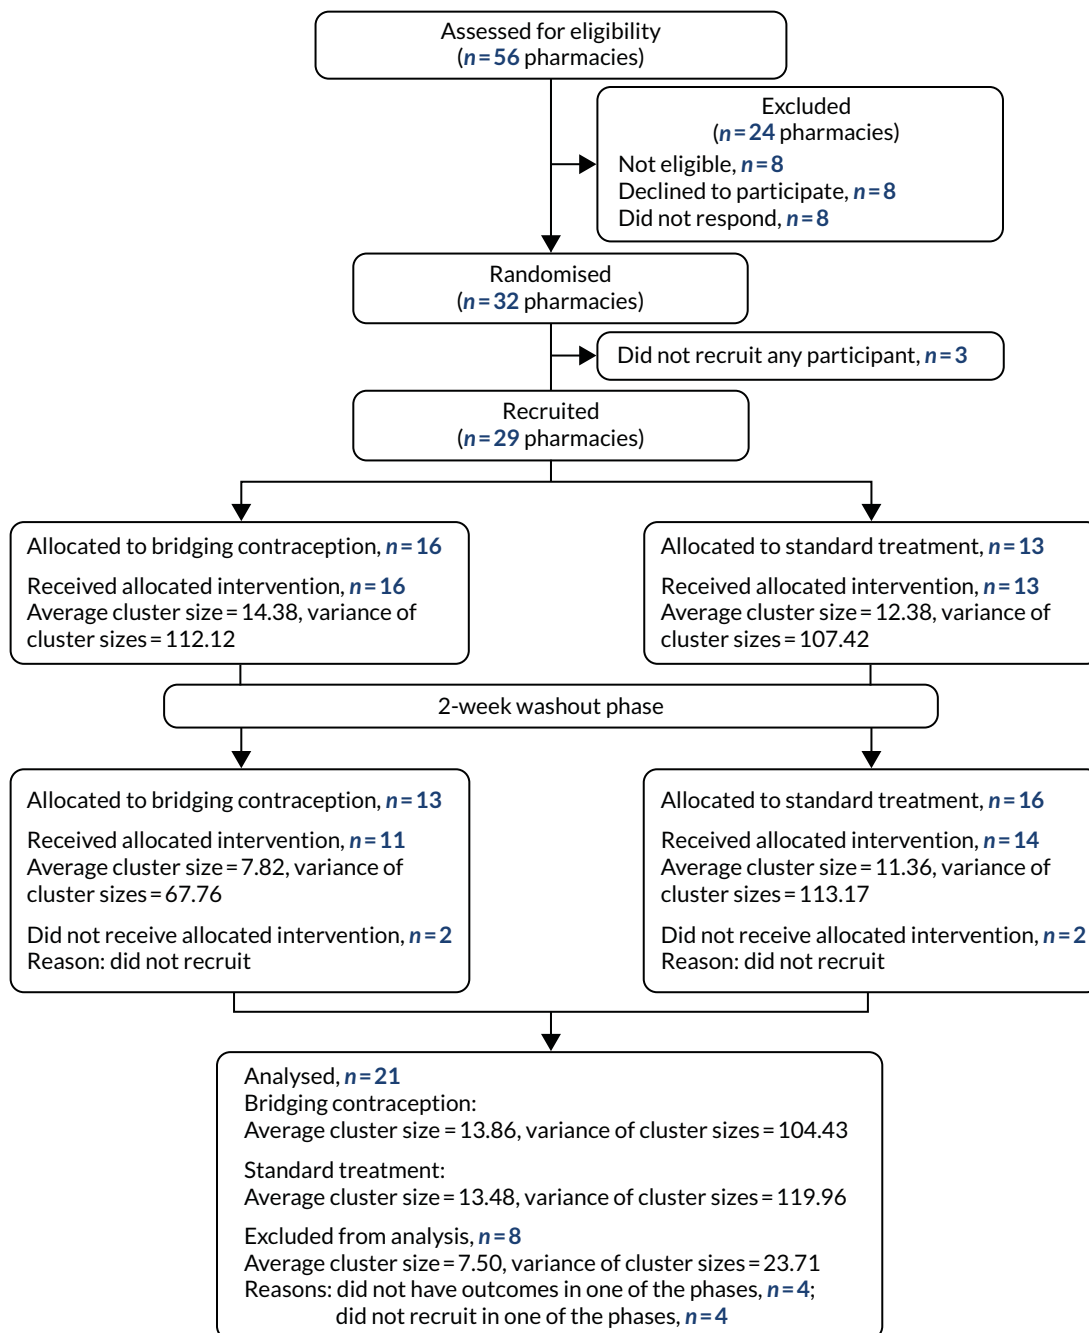 Assessed for eligibility
(n=56 pharmacies)
Excluded
(n=24 pharmacies)
Not eligible, n=8
Declined to participate, n=8
Did not respond, n=8
Randomised
(n=32 pharmacies)
Did not recruit any participant, n=3
Recruited
(n=29 pharmacies)
Allocated to bridging contraception, n=16
Received allocated intervention, n=16
Average cluster size=14.38, variance of
cluster sizes=112.12
Allocated to standard treatment, n=13
Received allocated intervention, n=13
Average cluster size=12.38, variance of
cluster sizes=107.42
2-week washout phase
Allocated to bridging contraception, n=13
Received allocated intervention, n=11
Average cluster size=7.82, variance of
cluster sizes=67.76
Did not receive allocated intervention, n=2
Reason: did not recruit
Allocated to standard treatment, n=16
Received allocated intervention, n=14
Average cluster size=11.36, variance of
cluster sizes=113.17
Did not receive allocated intervention, n=2
Reason: did not recruit
Analysed, n=21
Bridging contraception:
Average cluster size=13.86, variance of cluster sizes=104.43
Standard treatment:
Average cluster size=13.48, variance of cluster sizes=119.96
Excluded from analysis, n=8
Average cluster size=7.50, variance of cluster sizes=23.71
Reasons: did not have outcomes in one of the phases, n=4;
did not recruit in one of the phases, n=4